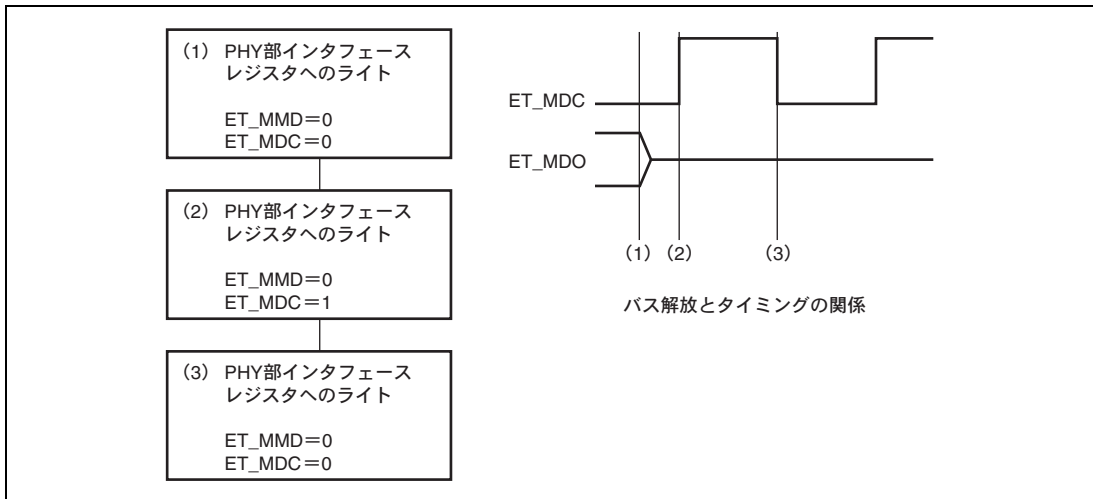 (1) PHY部インタフェース
レジスタへのライト
ET_MMD＝0
ET_MDC＝0
(2) PHY部インタフェース
レジスタへのライト
ET_MMD＝0
ET_MDC＝1
(3) PHY部インタフェース
レジスタへのライト
ET_MMD＝0
ET_MDC＝0
ET_MDC
ET_MDO
(1) (2) (3)
バス解放とタイミングの関係